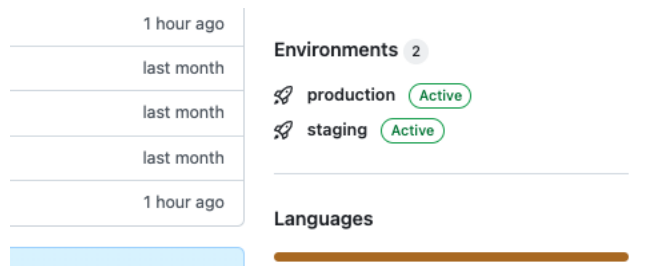 1 hour ago
last month
last month
last month
1 hour ago
Environments 2
production Active
staging Active
Languages